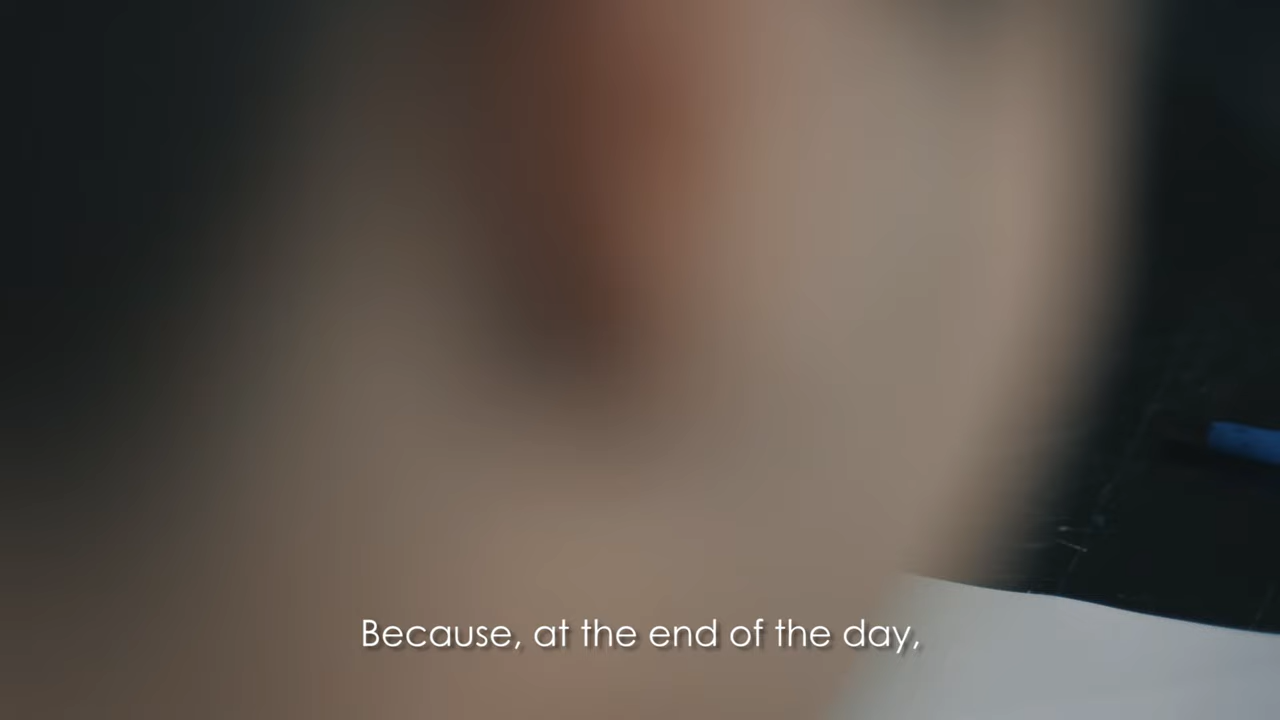 Because, at the end of the day,